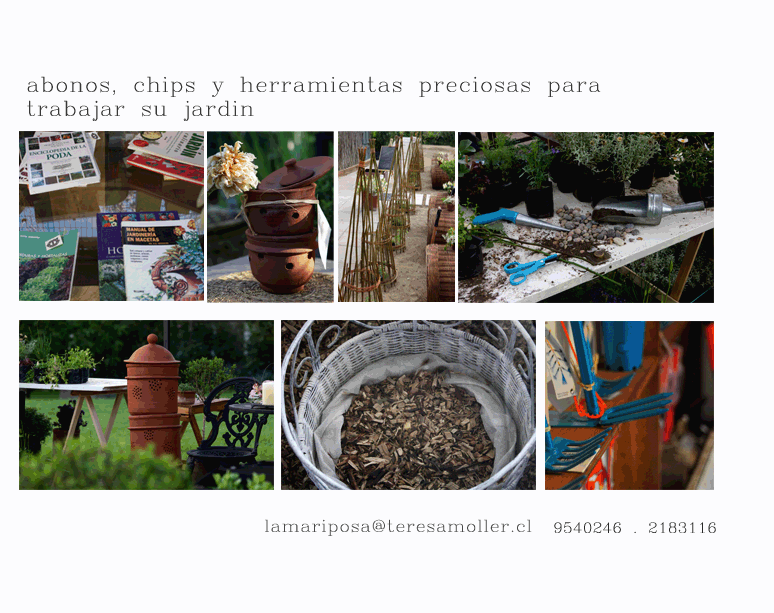 abonos, chips y herramientas preciosas para
trabajar su jardin
ENCICLOPEDIA DE LA
PODA
MANUAL DE
JARDINERÍA
EN MACETAS
lamariposa@teresamoller.cl 9540246 . 2183116